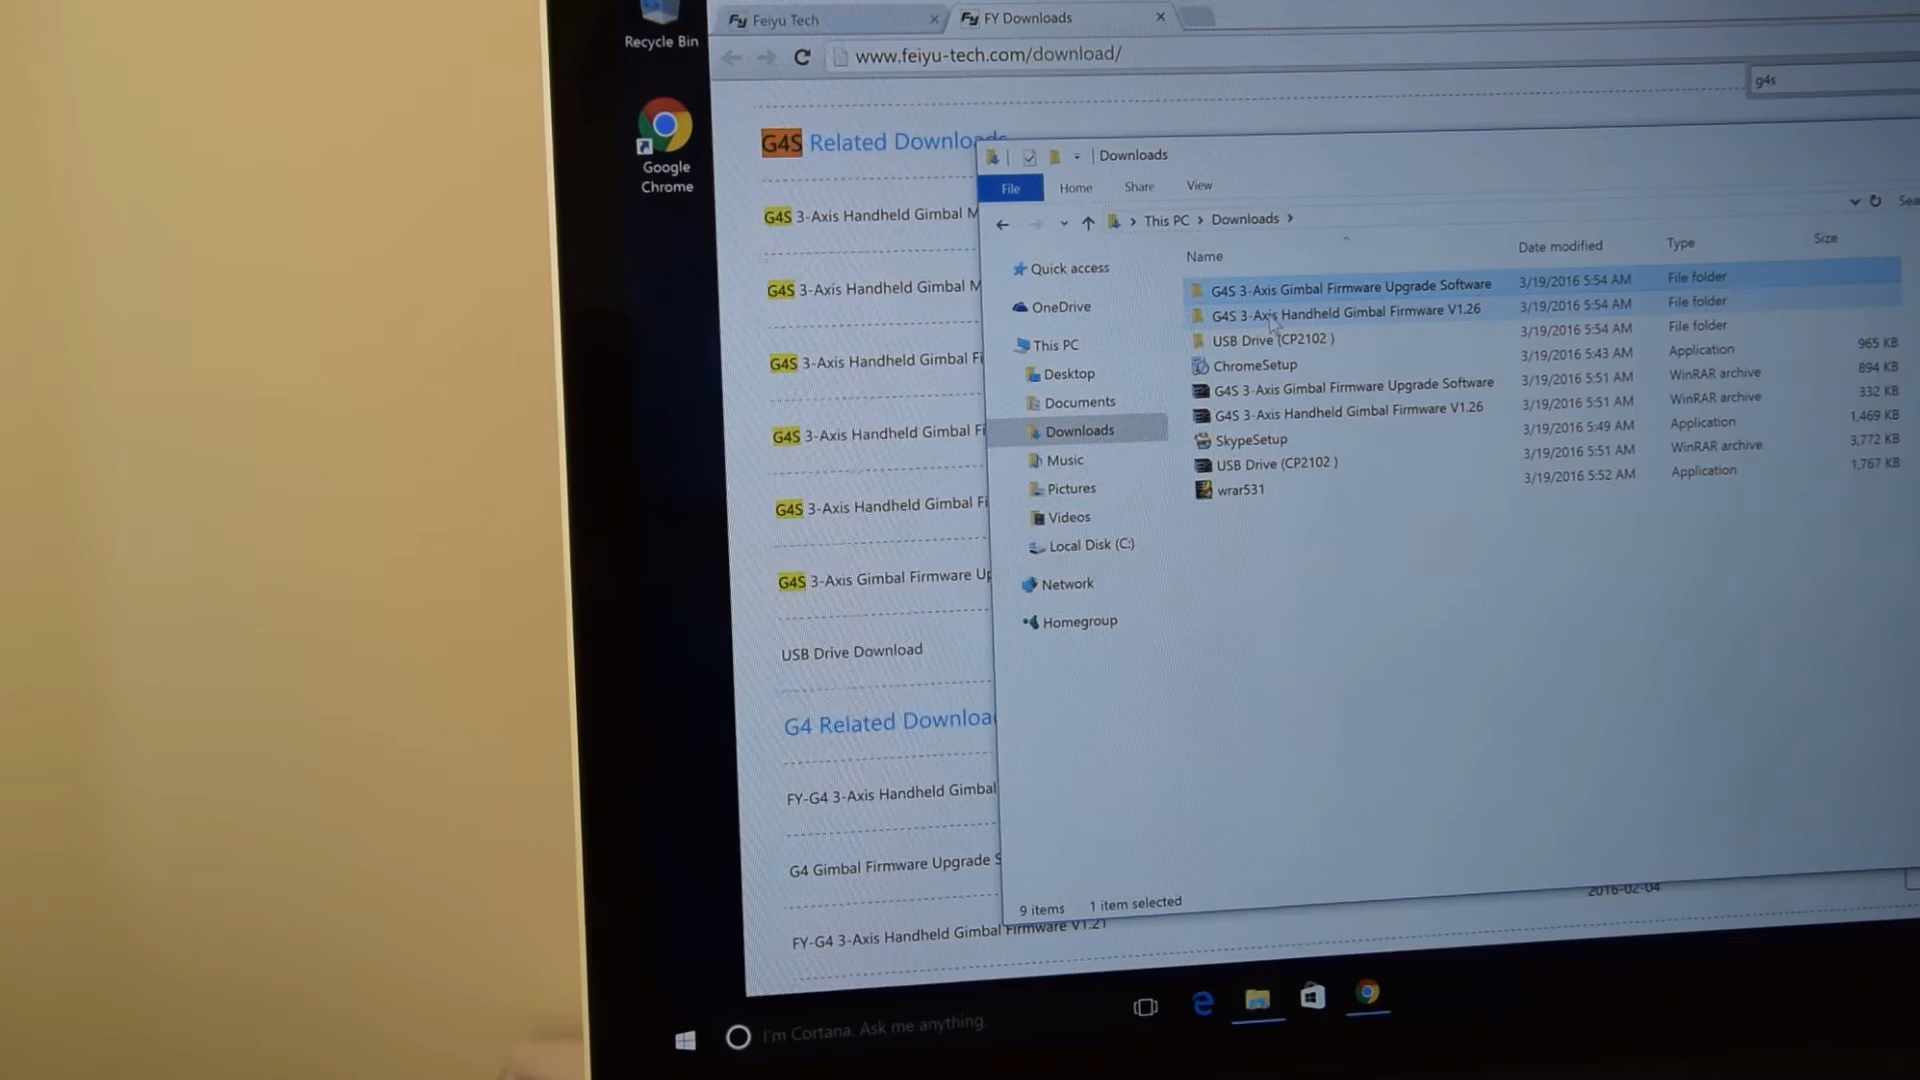 Recycle Bin
Google
Chrome
Feiyu Tech
FY Downloads
www.feiyu-tech.com/download/
g4s
G4S Related Downloads
G4S 3-Axis Handheld Gimbal M
G4S 3-Axis Handheld Gimbal M
G4S 3-Axis Handheld Gimbal Fi
G4S 3-Axis Handheld Gimbal Fi
G4S 3-Axis Handheld Gimbal Fi
G4S 3-Axis Gimbal Firmware Up
USB Drive Download
G4 Related Downloa
FY-G4 3-Axis Handheld Gimbal
G4 Gimbal Firmware Upgrade S
FY-G4 3-Axis Handheld Gimbal Firmware V1.21
2016-02-04
Downloads
File Home Share View
This PC > Downloads >
Sea
Quick access
OneDrive
This PC
Desktop
Documents
Downloads
Music
Pictures
Videos
Local Disk (C:)
Network
Homegroup
Name Date modified Type Size
G4S 3-Axis Gimbal Firmware Upgrade Software 3/19/2016 5:54 AM File folder
G4S 3-Axis Handheld Gimbal Firmware V1.26 3/19/2016 5:54 AM File folder
USB Drive (CP2102 ) 3/19/2016 5:54 AM File folder
ChromeSetup 3/19/2016 5:43 AM Application 965 KB
G4S 3-Axis Gimbal Firmware Upgrade Software 3/19/2016 5:51 AM WinRAR archive 894 KB
G4S 3-Axis Handheld Gimbal Firmware V1.26 3/19/2016 5:51 AM WinRAR archive 332 KB
SkypeSetup 3/19/2016 5:49 AM Application 1,469 KB
USB Drive (CP2102 ) 3/19/2016 5:51 AM WinRAR archive 3,772 KB
wrar531 3/19/2016 5:52 AM Application 1,767 KB
9 items 1 item selected
I'm Cortana. Ask me anything.